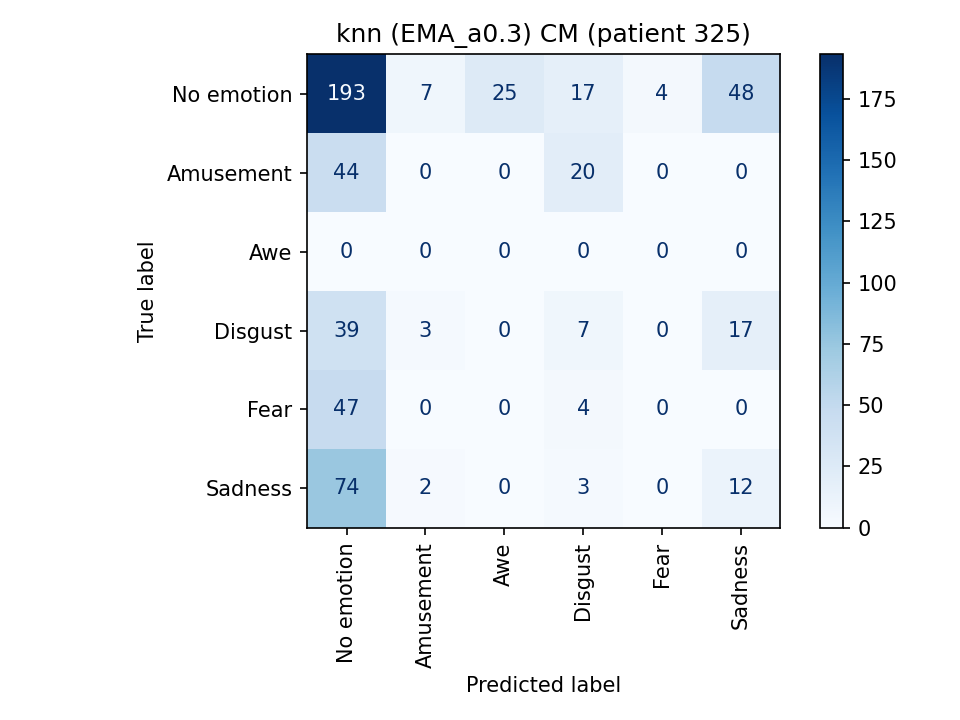 knn (EMA_a0.3) CM (patient 325)
No emotion 193 7 25 17 4 48
Amusement 44 0 0 20 0 0
Awe 0 0 0 0 0 0
Disgust 39 3 0 7 0 17
Fear 47 0 0 4 0 0
Sadness 74 2 0 3 0 12
True label
No emotion
Amusement
Awe
Disgust
Fear
Sadness
Predicted label
175
150
125
100
75
50
25
0